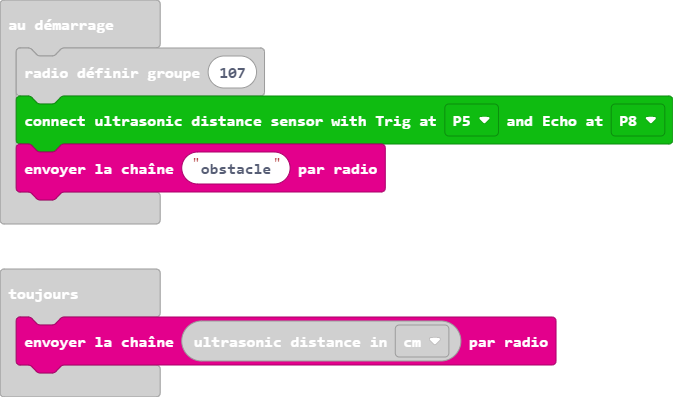 au démarrage
radio définir groupe 107
connect ultrasonic distance sensor with Trig at P5 and Echo at P8
envoyer la chaîne "obstacle" par radio
toujours
envoyer la chaîne ultrasonic distance in cm par radio